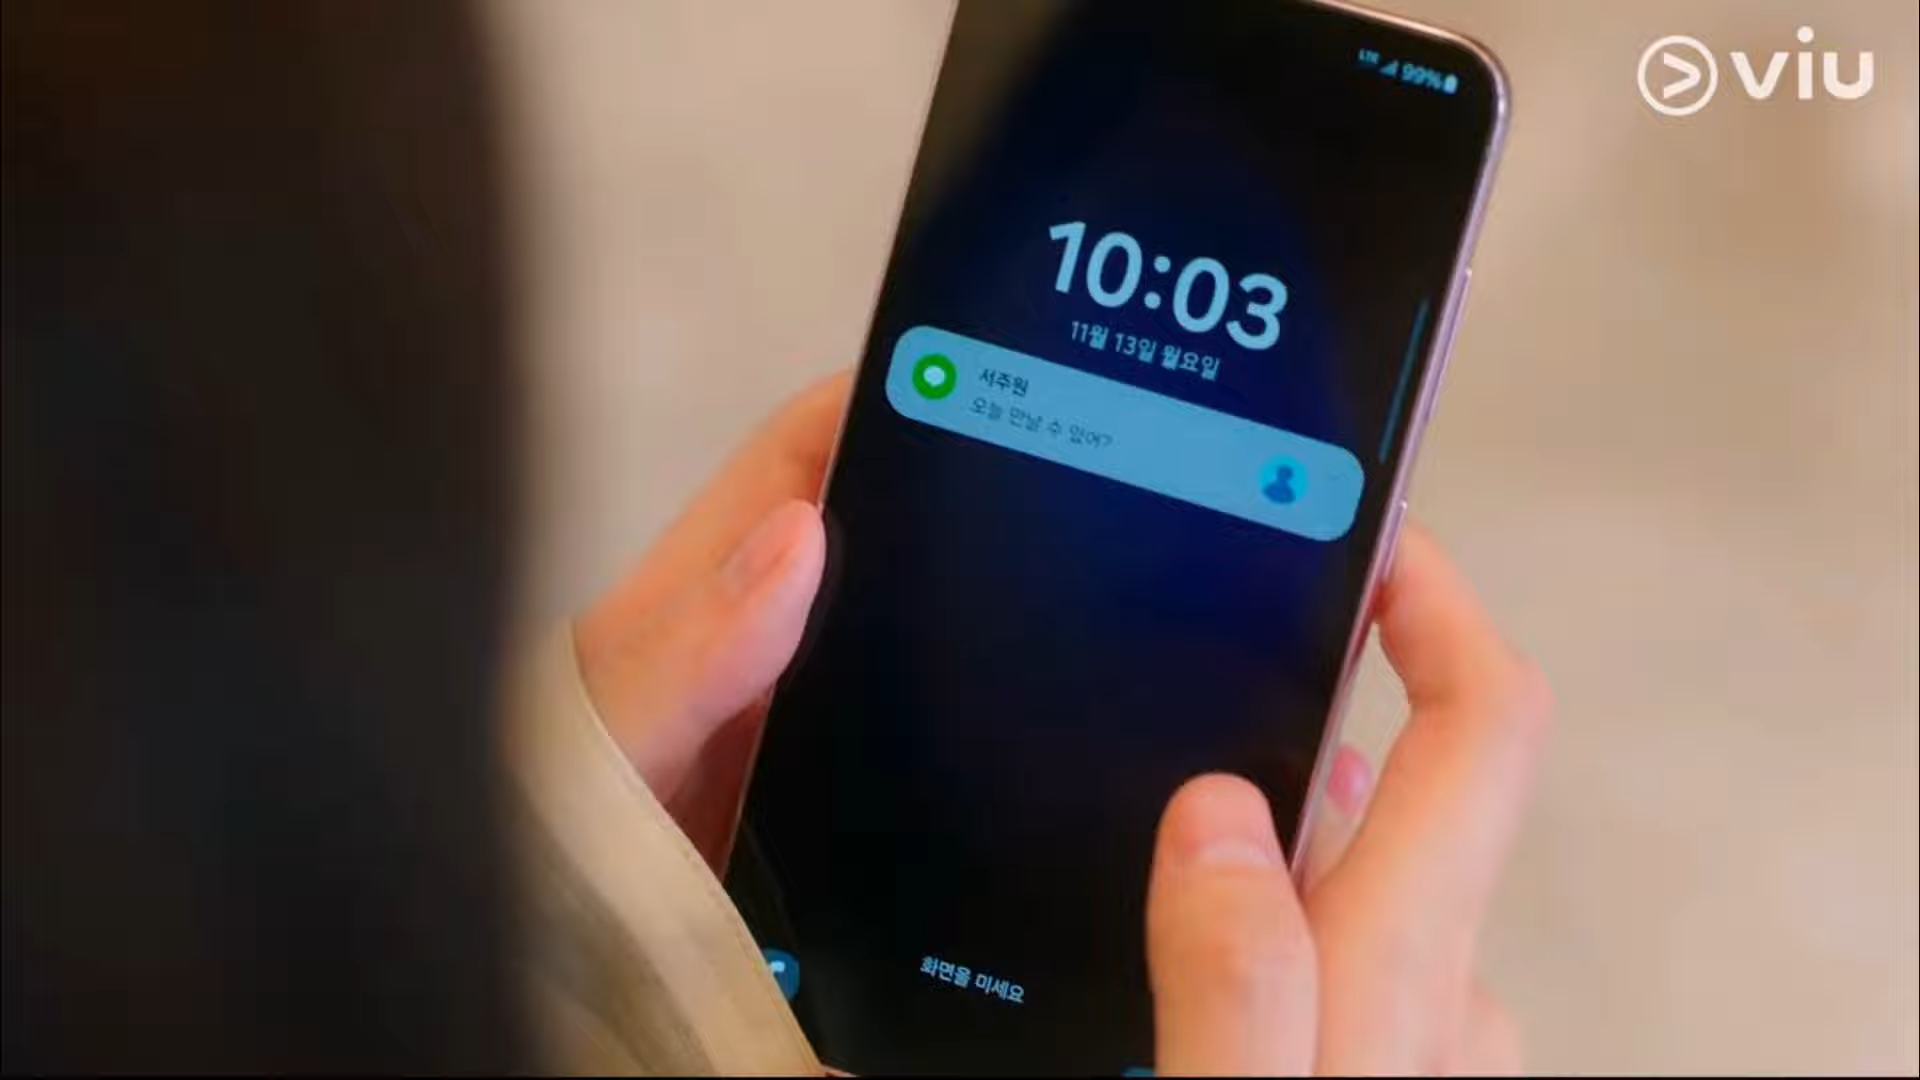 viu
LTE 99%
10:03
11월 13일 월요일
서주원
오늘 만날 수 있어?
화면을 미세요